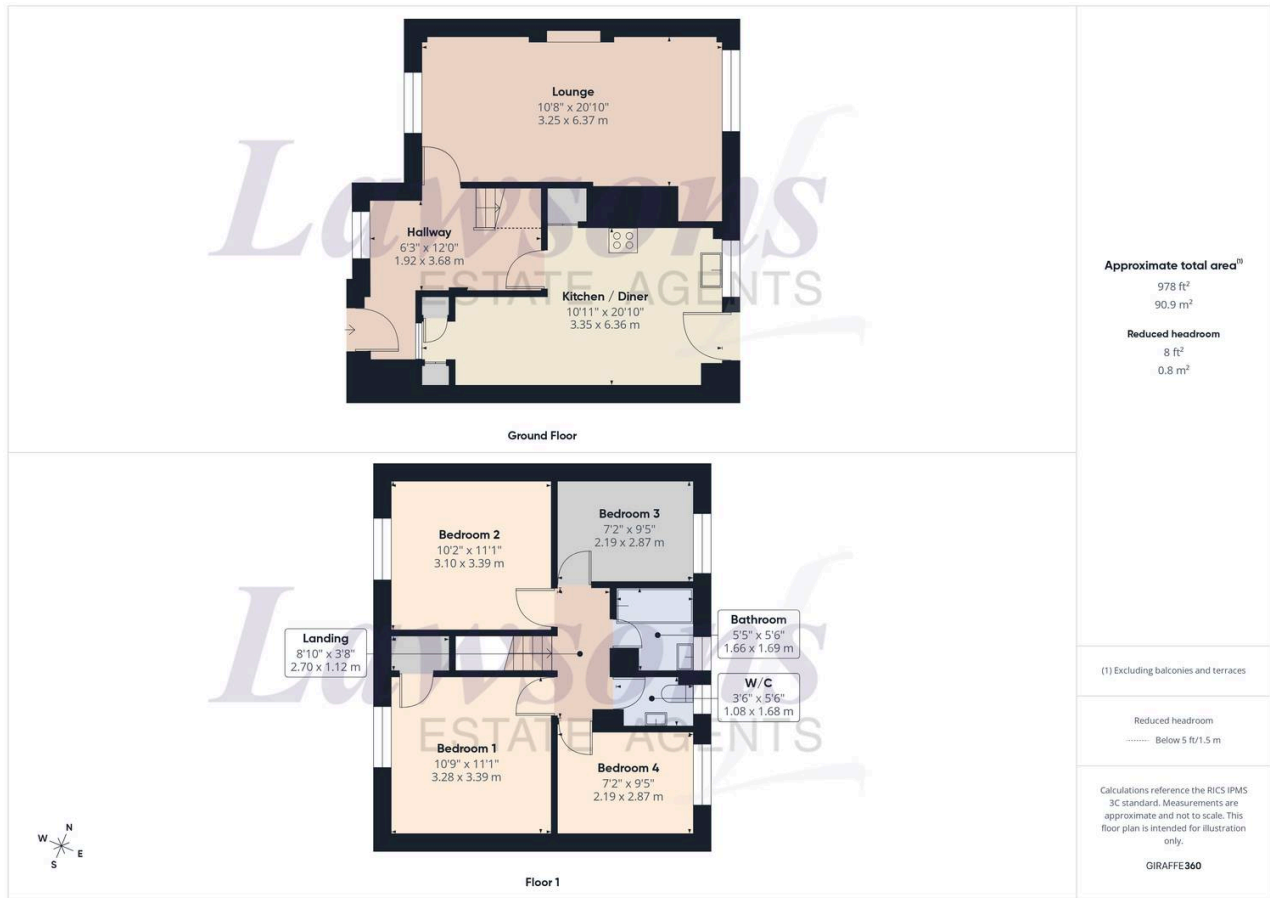 Lounge
10'8" x 20'10"
3.25 x 6.37 m
Hallway
6'3" x 12'0"
1.92 x 3.68 m
Kitchen / Diner
10'11" x 20'10"
3.35 x 6.36 m
Lawsons
ESTATE AGENTS
Ground Floor
Bedroom 2
10'2" x 11'1"
3.10 x 3.39 m
Bedroom 3
7'2" x 9'5"
2.19 x 2.87 m
Landing
8'10" x 3'8"
2.70 x 1.12 m
Bathroom
5'5" x 5'6"
1.66 x 1.69 m
W/C
3'6" x 5'6"
1.08 x 1.68 m
Bedroom 1
10'9" x 11'1"
3.28 x 3.39 m
Bedroom 4
7'2" x 9'5"
2.19 x 2.87 m
Lawsons
ESTATE AGENTS
N
W
E
S
Floor 1
Approximate total area(1)
978 ft²
90.9 m²
Reduced headroom
8 ft²
0.8 m²
(1) Excluding balconies and terraces
Reduced headroom
Below 5 ft/1.5 m
Calculations reference the RICS IPMS
3C standard. Measurements are
approximate and not to scale. This
floor plan is intended for illustration
only.
GIRAFFE360